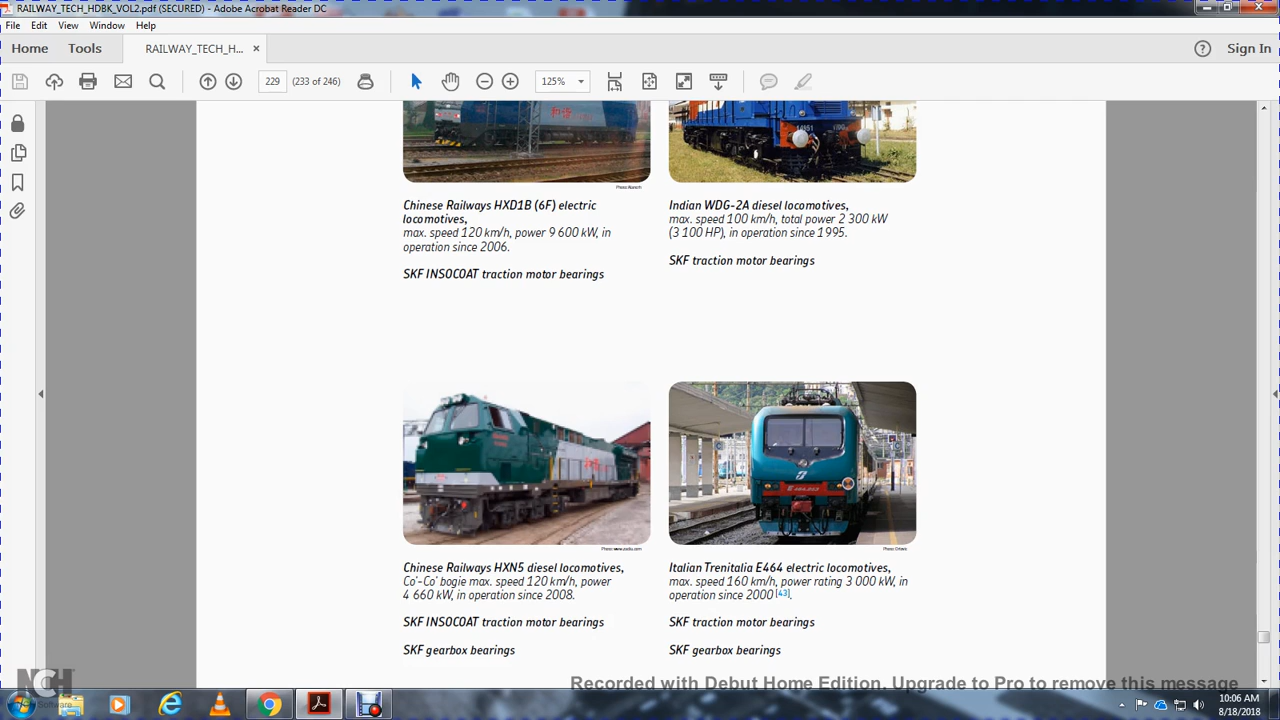 RAILWAY_TECH_HDBK_VOL2.pdf (SECURED) - Adobe Acrobat Reader DC
File Edit View Window Help
Home Tools RAILWAY_TECH_H... × ? Sign In
229 (233 of 246) 125%
和谐
Chinese Railways HXD1B (6F) electric
locomotives,
max. speed 120 km/h, power 9 600 kW, in
operation since 2006.
SKF INSOCOAT traction motor bearings
Indian WDG-2A diesel locomotives,
max. speed 100 km/h, total power 2 300 kW
(3 100 HP), in operation since 1995.
SKF traction motor bearings
Chinese Railways HXN5 diesel locomotives,
Co'-Co' bogie max. speed 120 km/h, power
4 660 kW, in operation since 2008.
SKF INSOCOAT traction motor bearings
SKF gearbox bearings
Italian Trenitalia E464 electric locomotives,
max. speed 160 km/h, power rating 3 000 kW, in
operation since 2000 [43].
SKF traction motor bearings
SKF gearbox bearings
NCH Software
Recorded with Debut Home Edition. Upgrade to Pro to remove this message
10:06 AM
8/18/2018